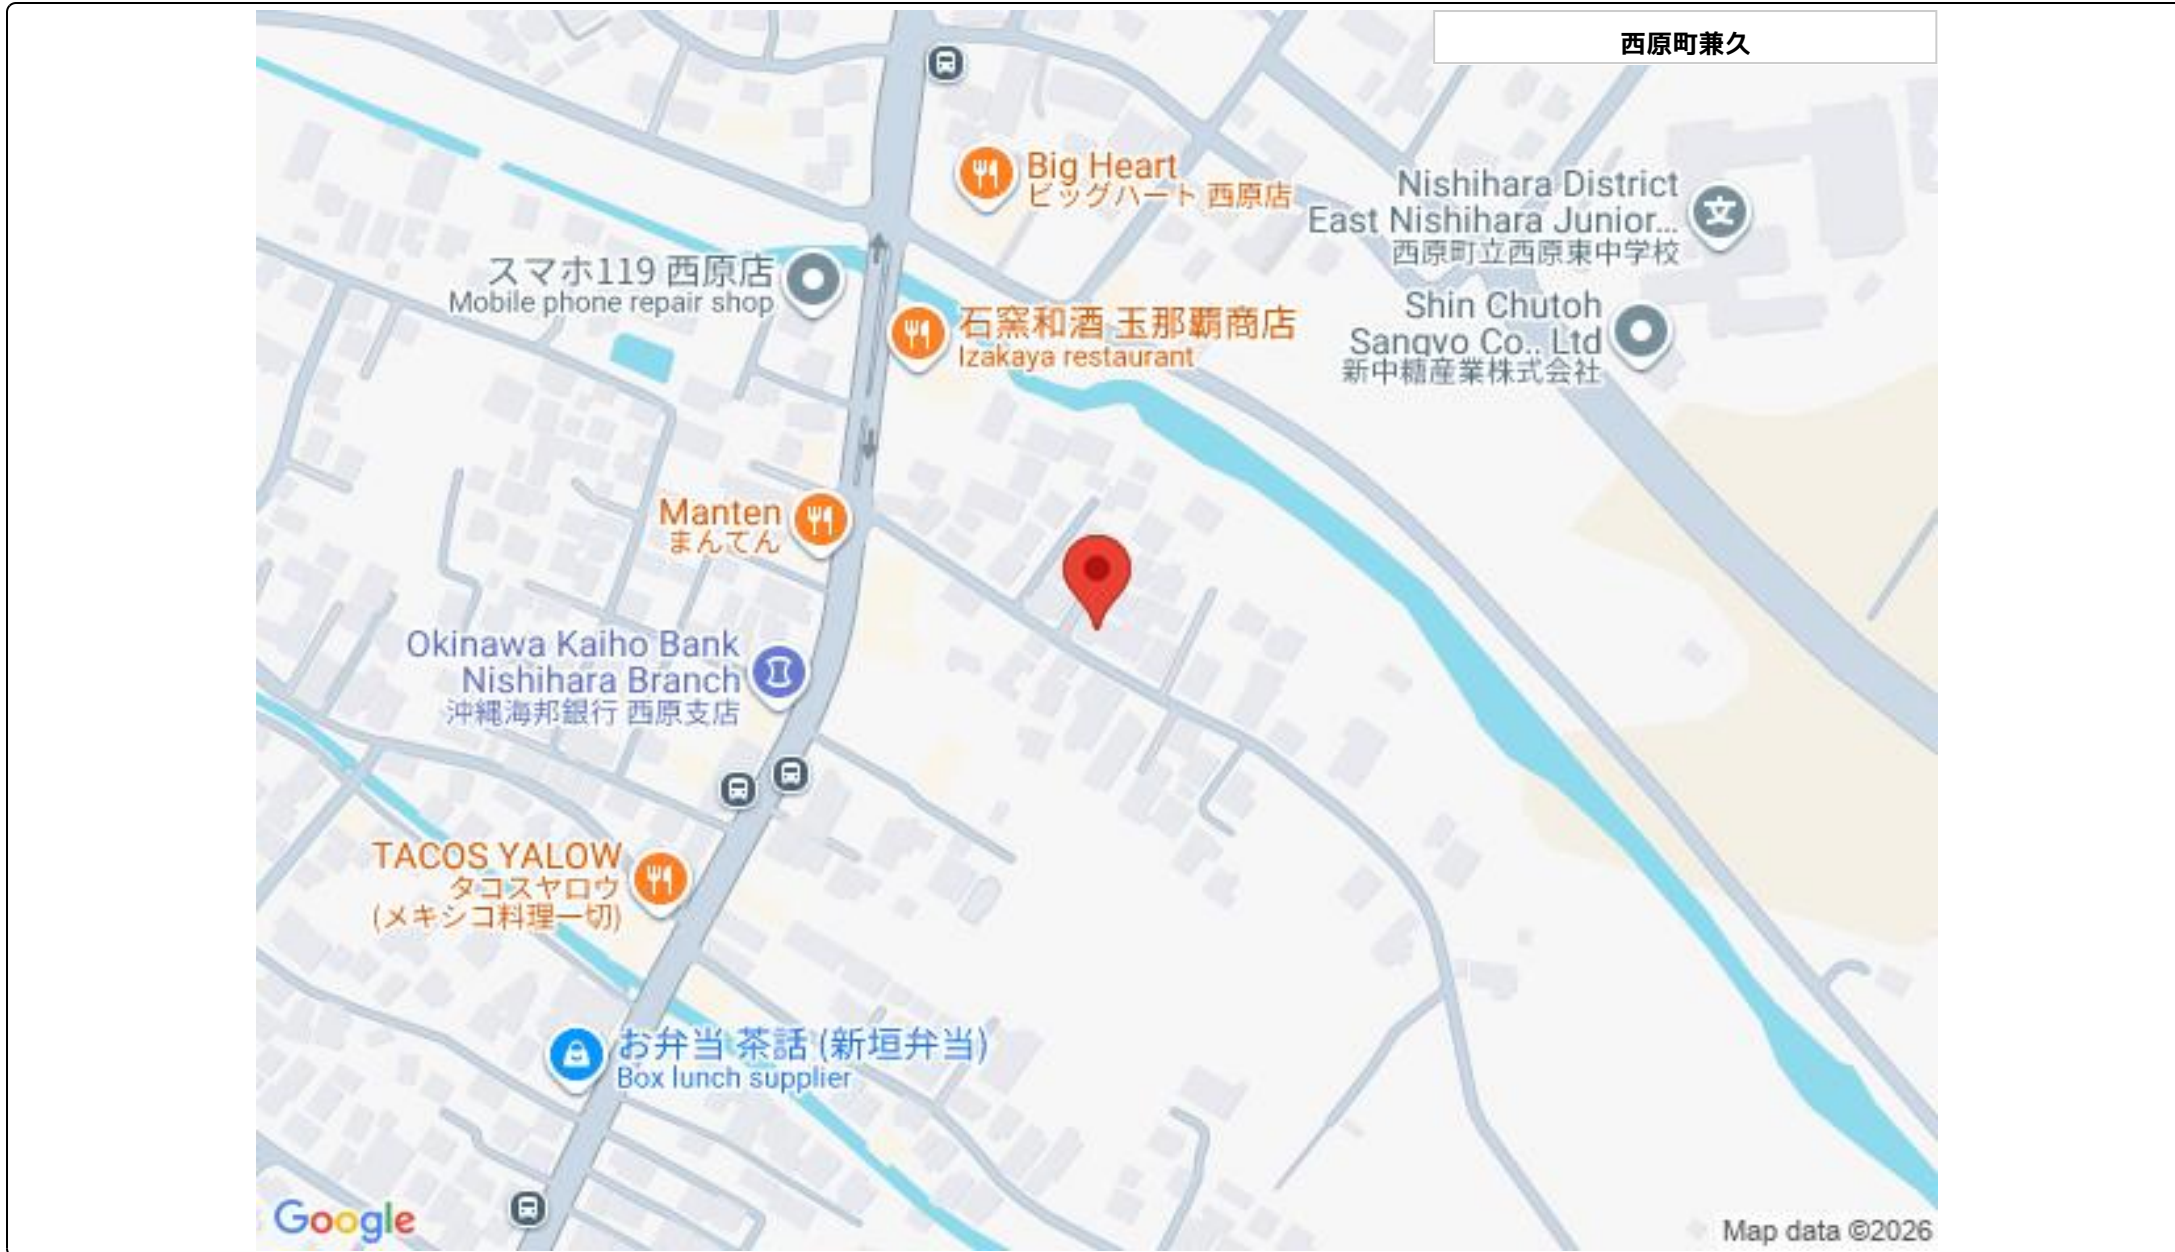 西原町兼久
Big Heart
ビッグハート 西原店
Nishihara District
East Nishihara Junior...
西原町立西原東中学校
スマホ119 西原店
Mobile phone repair shop
石窯和酒 玉那覇商店
Izakaya restaurant
Shin Chutoh
Sangyo Co., Ltd
新中糖産業株式会社
Manten
まんてん
Okinawa Kaiho Bank
Nishihara Branch
沖縄海邦銀行 西原支店
TACOS YALOW
タコスヤロウ
(メキシコ料理一切)
お弁当 茶話 (新垣弁当)
Box lunch supplier
Google
Map data ©2026